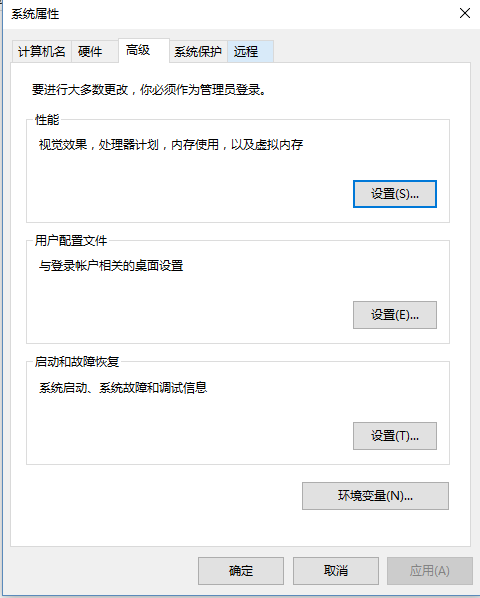 系统属性
计算机名 硬件 高级 系统保护 远程
要进行大多数更改，你必须作为管理员登录。
性能
视觉效果，处理器计划，内存使用，以及虚拟内存
设置(S)...
用户配置文件
与登录帐户相关的桌面设置
设置(E)...
启动和故障恢复
系统启动、系统故障和调试信息
设置(T)...
环境变量(N)...
确定 取消 应用(A)